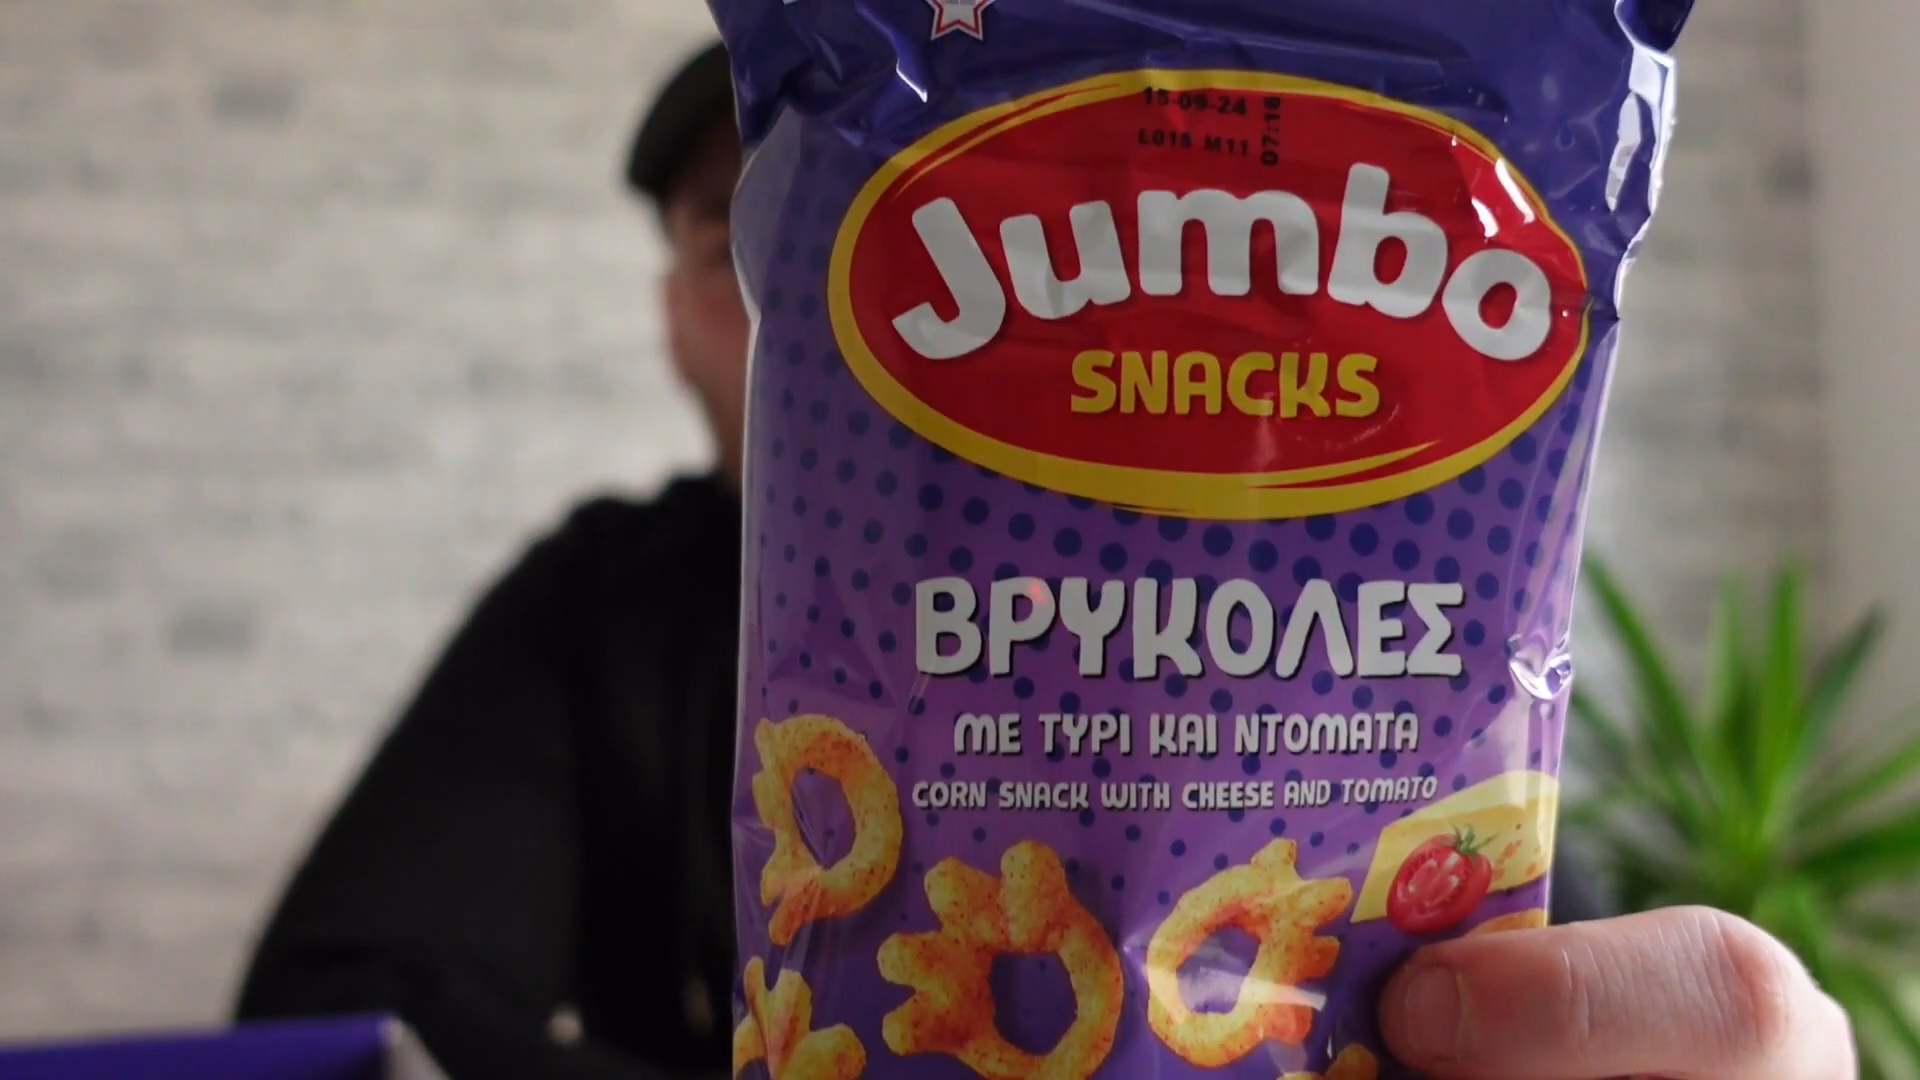 15-09-24
L015 M11 07:16
Jumbo
SNACKS
ΒΡΥΚΟΛΕΣ
ΜΕ ΤΥΡΙ ΚΑΙ ΝΤΟΜΑΤΑ
CORN SNACK WITH CHEESE AND TOMATO